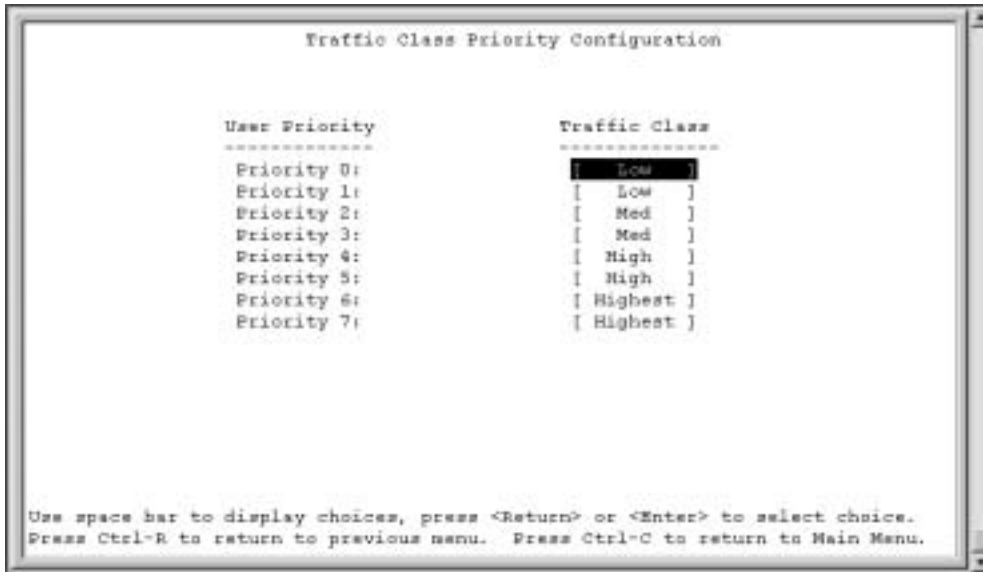 Traffic Class Priority Configuration
User Priority Traffic Class
------------- --------------
Priority 0: [ Low ]
Priority 1: [ Low ]
Priority 2: [ Med ]
Priority 3: [ Med ]
Priority 4: [ High ]
Priority 5: [ High ]
Priority 6: [ Highest ]
Priority 7: [ Highest ]
Use space bar to display choices, press <Return> or <Enter> to select choice.
Press Ctrl-R to return to previous menu. Press Ctrl-C to return to Main Menu.